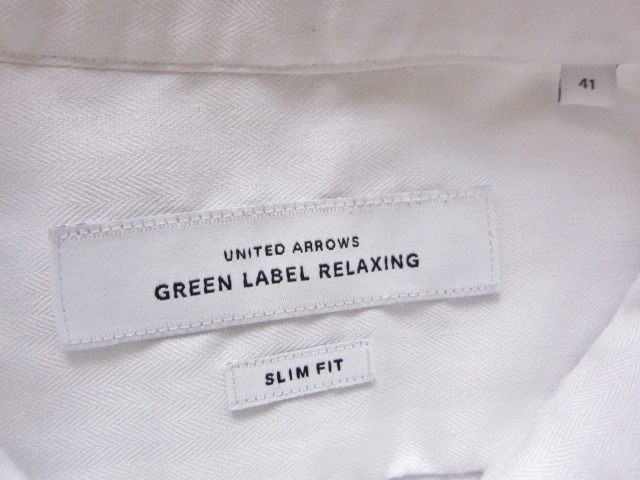 41
UNITED ARROWS
GREEN LABEL RELAXING
SLIM FIT